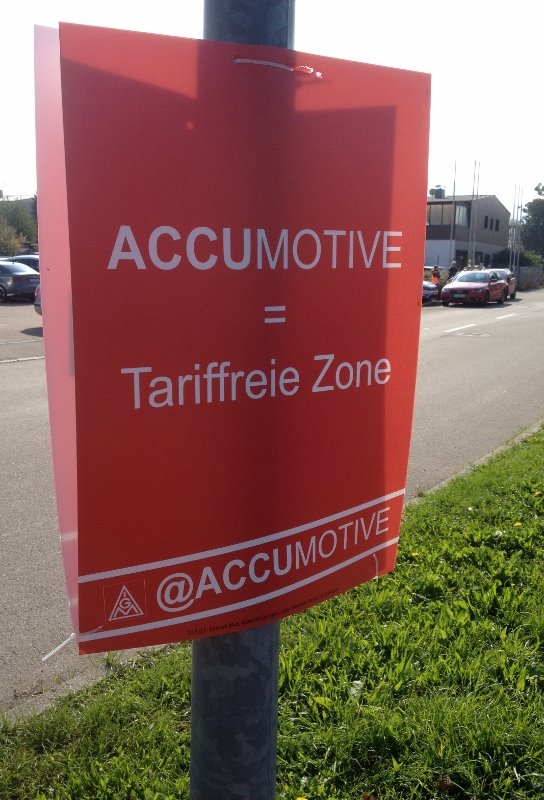 ACCUMOTIVE
=
Tariffreie Zone
@ACCUMOTIVE